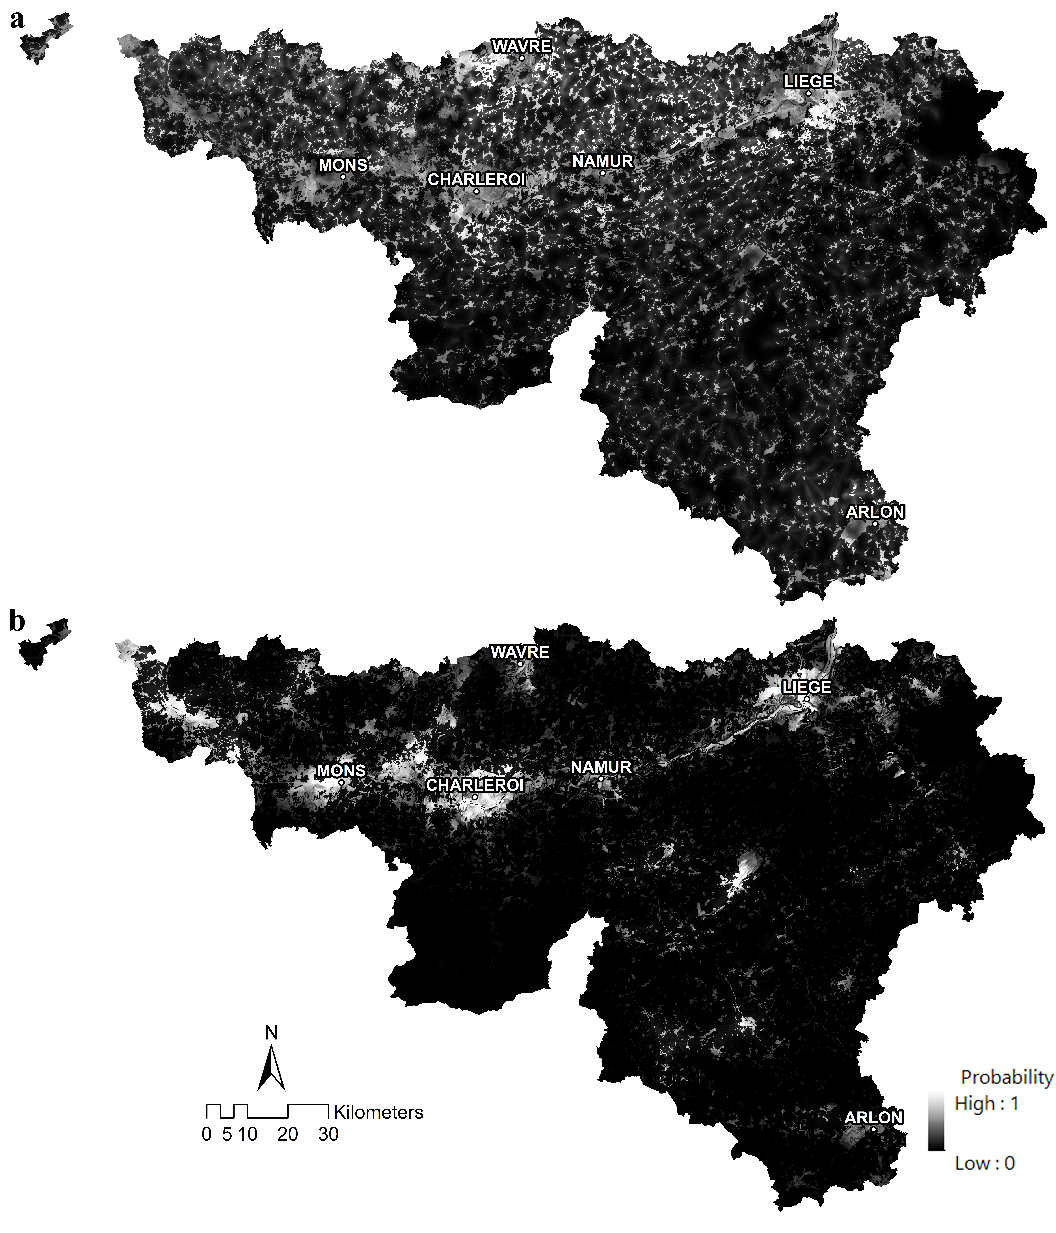 a
WAVRE
LIEGE
MONS
CHARLEROI
NAMUR
ARLON
b
WAVRE
LIEGE
MONS
CHARLEROI
NAMUR
N
Kilometers
0 5 10 20 30
Probability
High : 1
Low : 0
ARLON